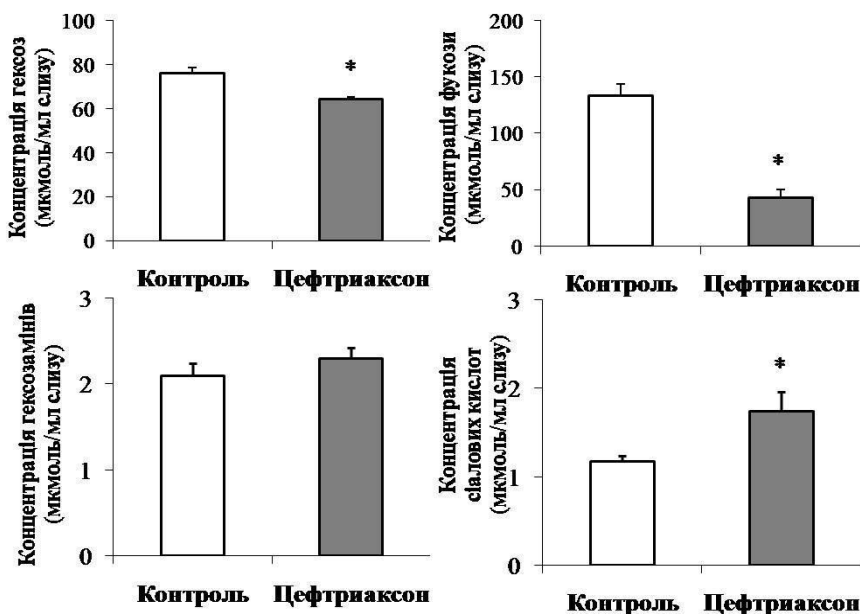 Концентрація гексоз
(мкмоль/мл слизу)
100
80
60
40
20
0
*
Контроль
Цефтриаксон
Концентрація фукози
(мкмоль/мл слизу)
200
150
100
50
0
*
Контроль
Цефтриаксон
Концентрація гексозамінів
(мкмоль/мл слизу)
3
2
1
0
Контроль
Цефтриаксон
Концентрація
сіалових кислот
(мкмоль/мл слизу)
3
2
1
0
*
Контроль
Цефтриаксон